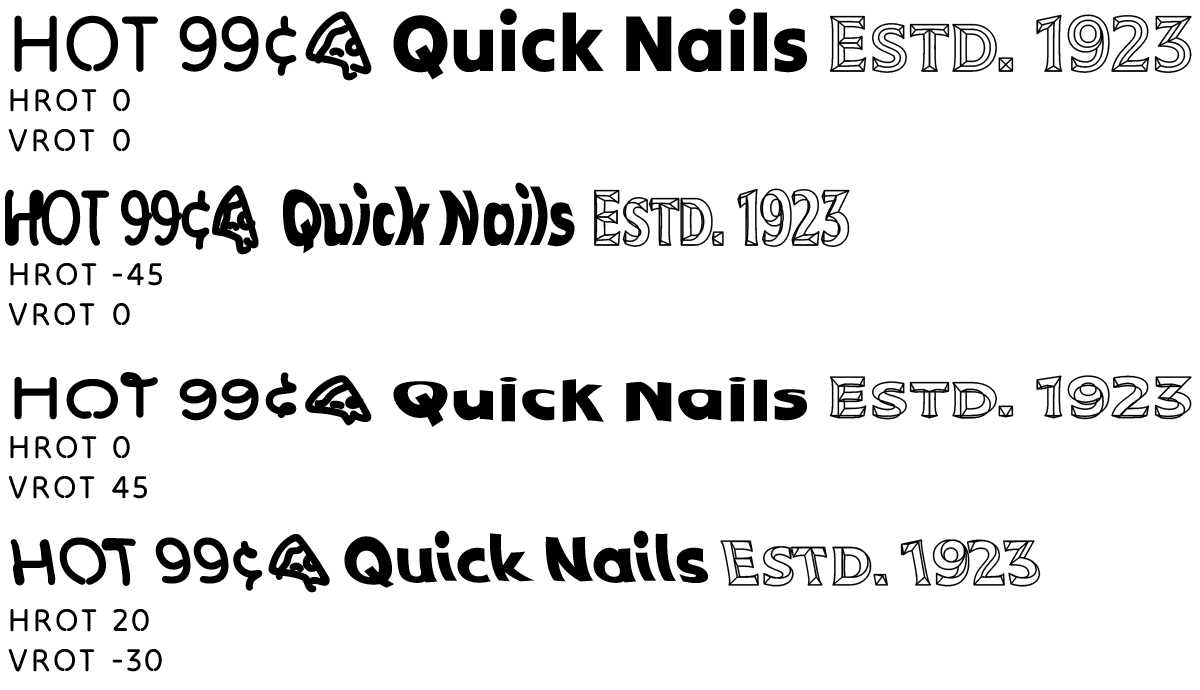 HOT 99¢ Quick Nails ESTD. 1923
HROT 0
VROT 0
HOT 99¢ Quick Nails ESTD. 1923
HROT -45
VROT 0
HOT 99¢ Quick Nails ESTD. 1923
HROT 0
VROT 45
HOT 99¢ Quick Nails ESTD. 1923
HROT 20
VROT -30